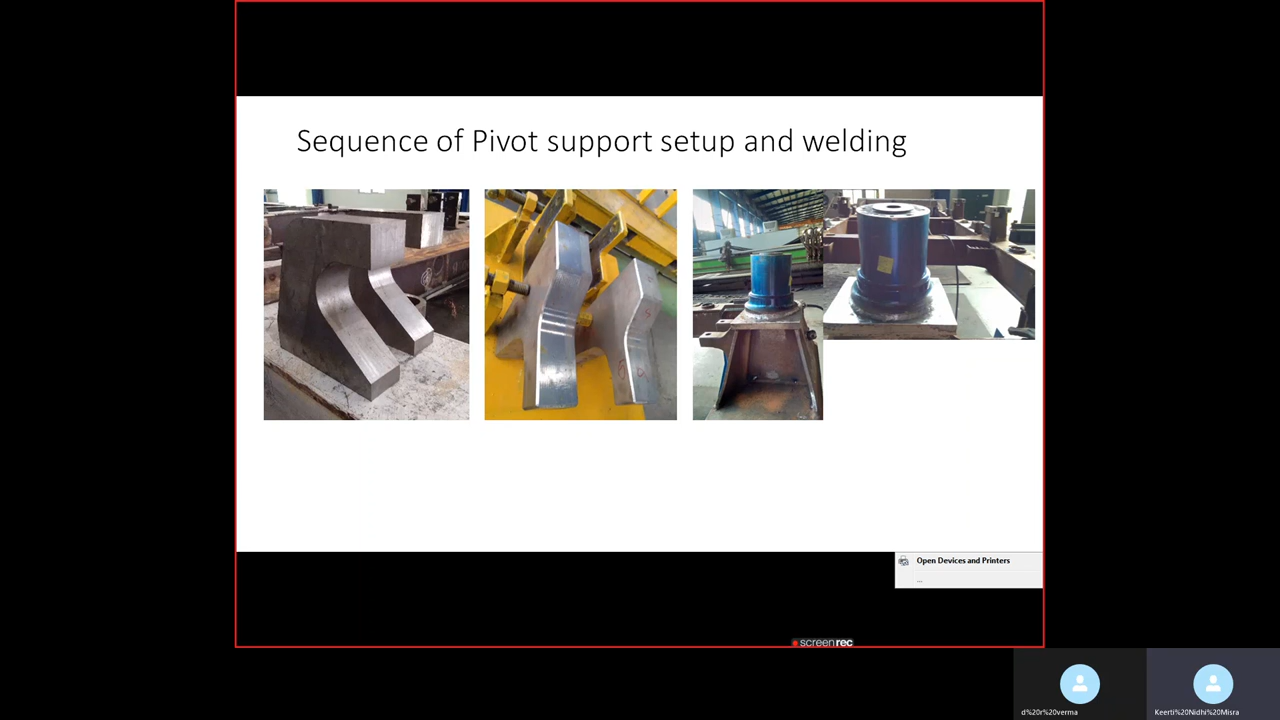 Sequence of Pivot support setup and welding
Open Devices and Printers
...
screenrec
d%20r%20verma
Keerti%20Nidhi%20Misra